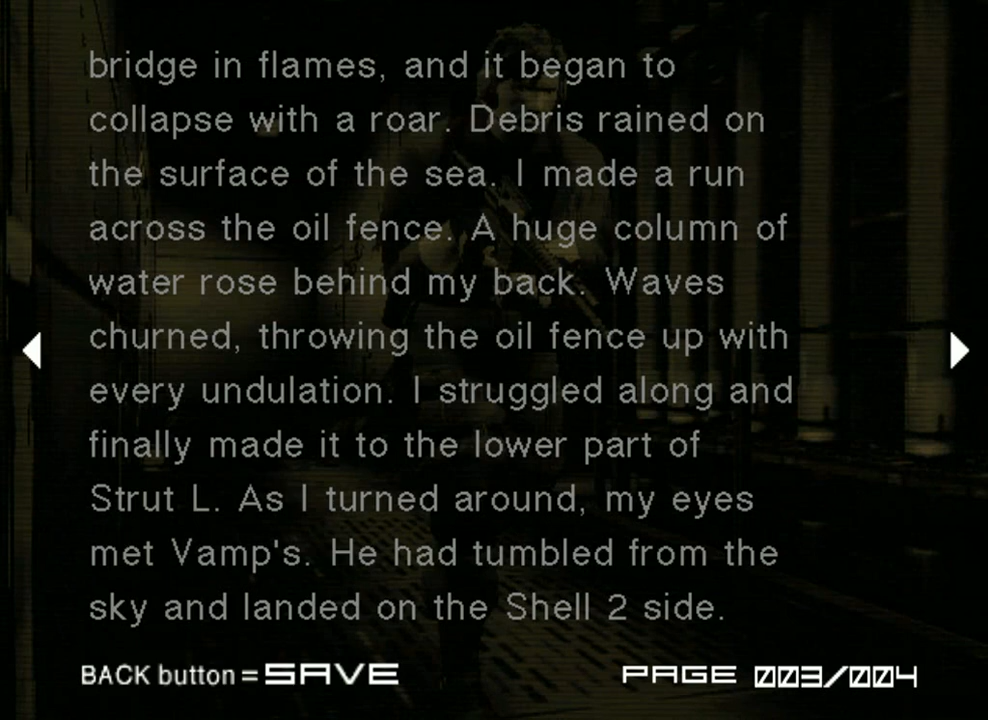 bridge in flames, and it began to
collapse with a roar. Debris rained on
the surface of the sea. I made a run
across the oil fence. A huge column of
water rose behind my back. Waves
churned, throwing the oil fence up with
every undulation. I struggled along and
finally made it to the lower part of
Strut L. As I turned around, my eyes
met Vamp's. He had tumbled from the
sky and landed on the Shell 2 side.
BACK button = SAVE
PAGE 003/004